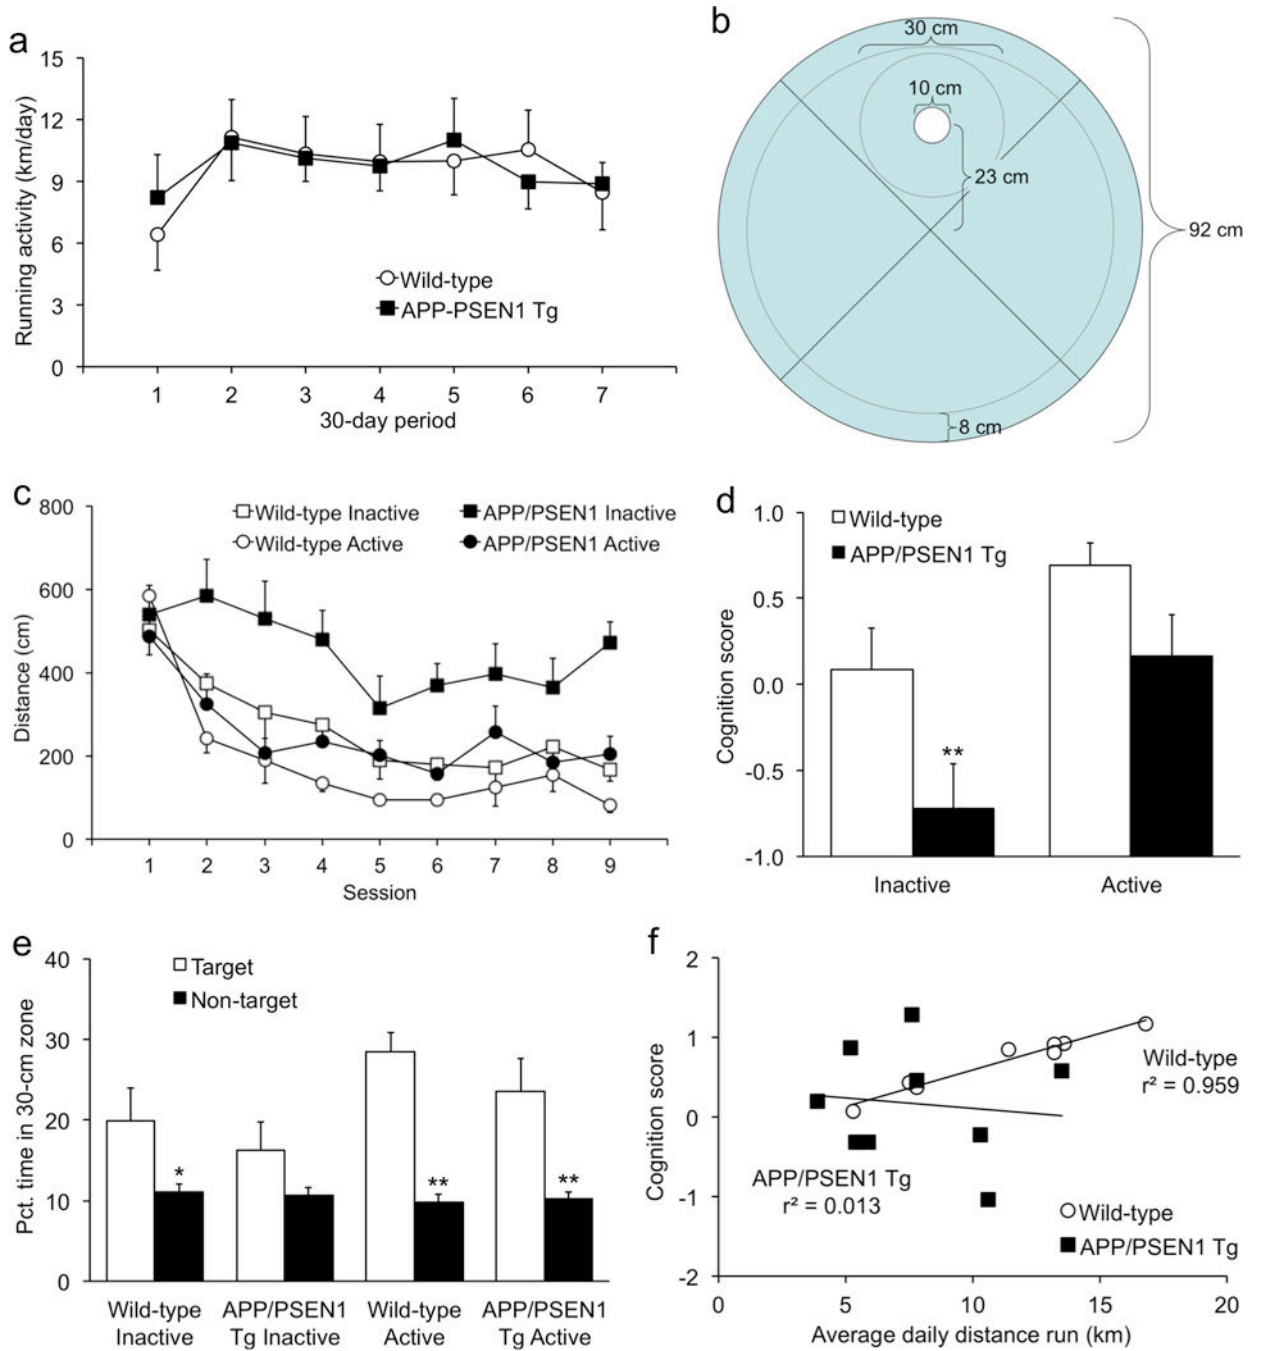 a
15
12
9
6
3
0
Running activity (km/day)
Wild-type
APP-PSEN1 Tg
1 2 3 4 5 6 7
30-day period
b
30 cm
10 cm
23 cm
92 cm
8 cm
c
800
600
400
200
0
Distance (cm)
Wild-type Inactive APP/PSEN1 Inactive
Wild-type Active APP/PSEN1 Active
1 2 3 4 5 6 7 8 9
Session
d
1.0
0.5
0.0
-0.5
-1.0
Cognition score
Wild-type
APP/PSEN1 Tg
**
Inactive Active
e
40
30
20
10
0
Pct. time in 30-cm zone
Target
Non-target
* ** **
Wild-type APP/PSEN1 Wild-type APP/PSEN1
Inactive Tg Inactive Active Tg Active
f
2
1
0
-1
-2
Cognition score
Wild-type
r² = 0.959
APP/PSEN1 Tg
r² = 0.013
Wild-type
APP/PSEN1 Tg
0 5 10 15 20
Average daily distance run (km)